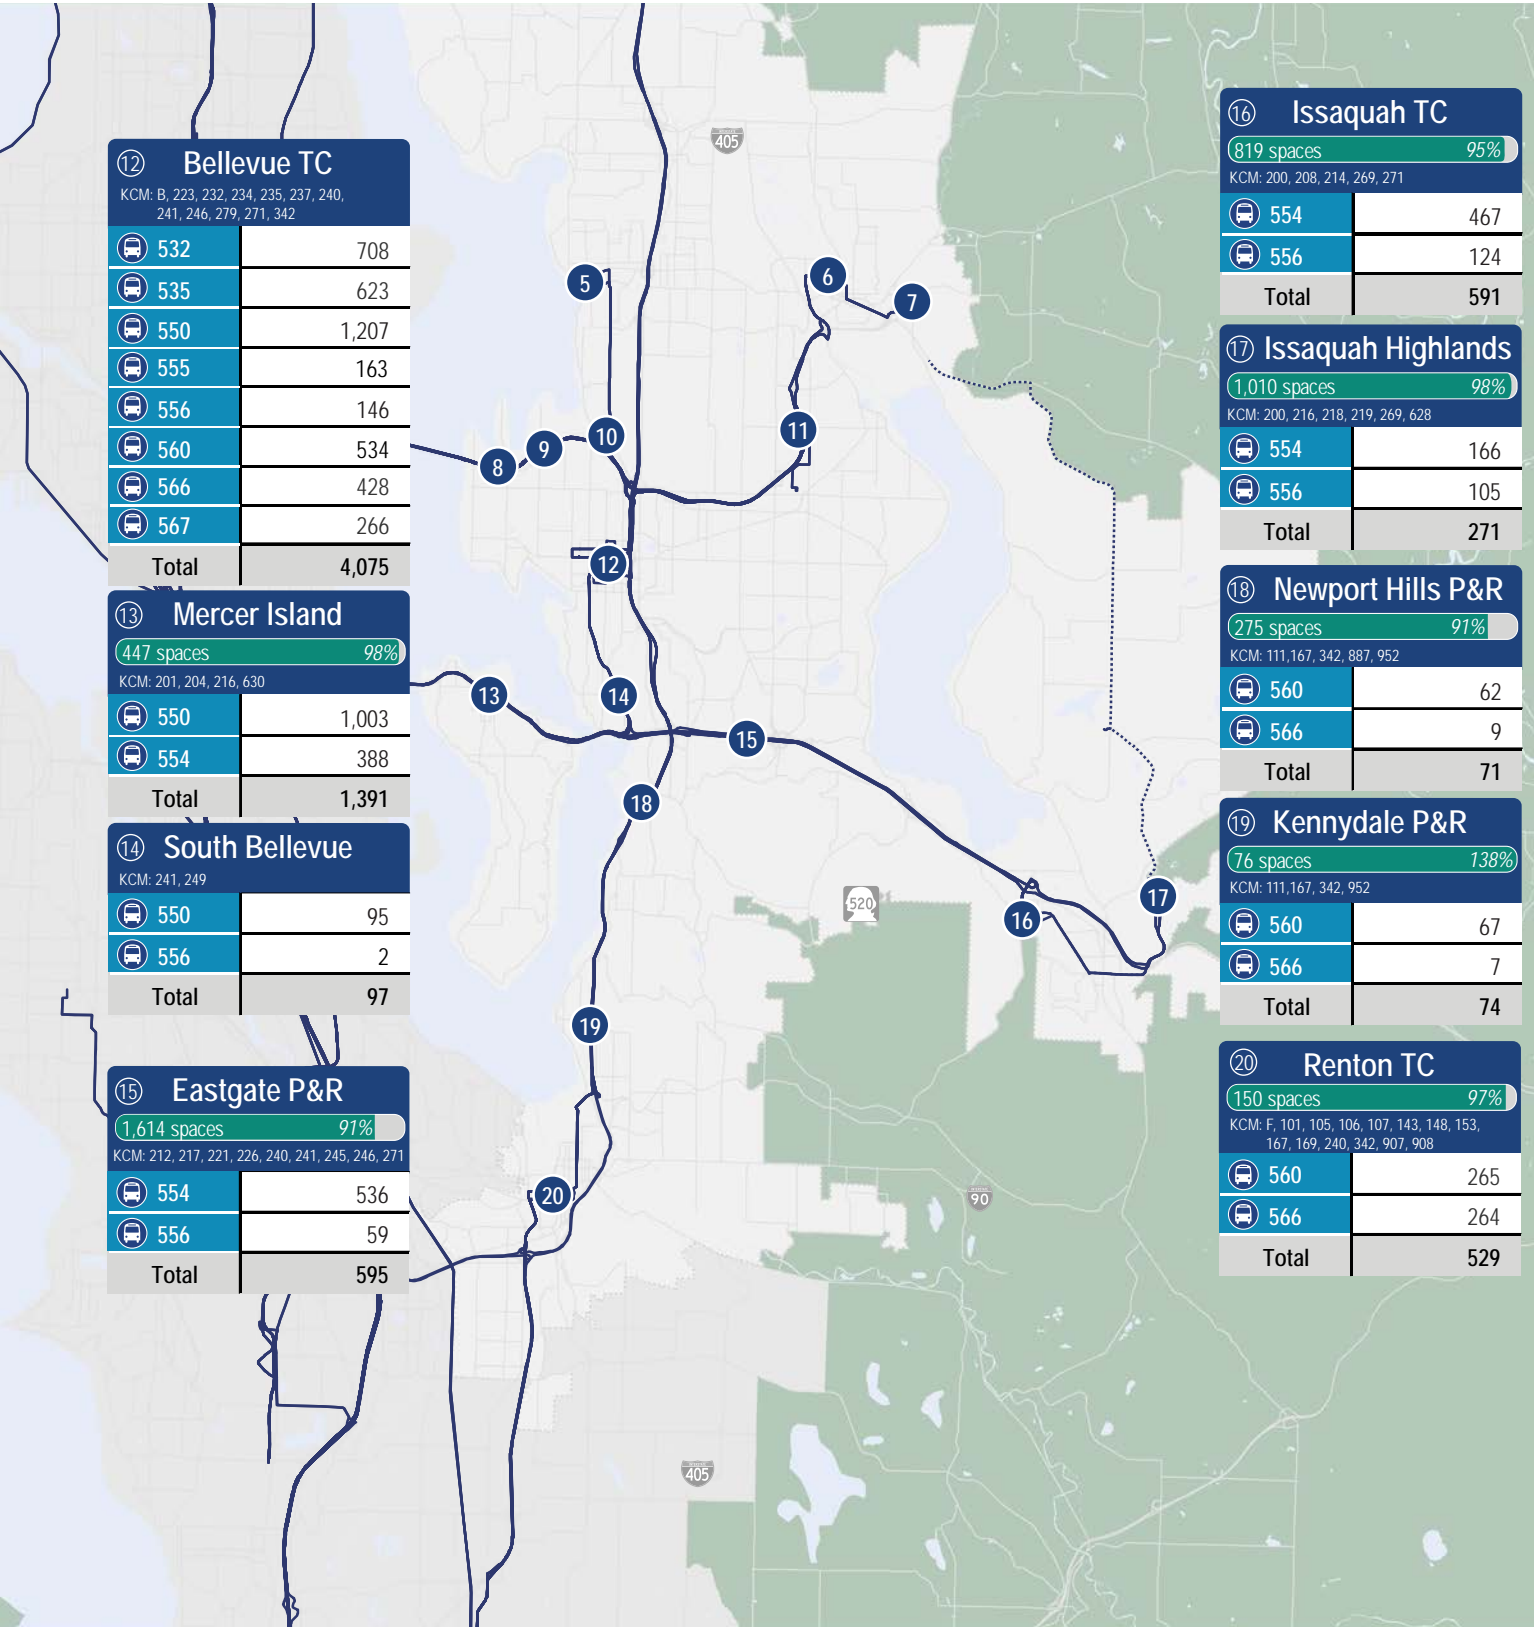 12 Bellevue TC
KCM: B, 223, 232, 234, 235, 237, 240,
241, 246, 279, 271, 342
532 708
535 623
550 1,207
555 163
556 146
560 534
566 428
567 266
Total 4,075
13 Mercer Island
447 spaces 98%
KCM: 201, 204, 216, 630
550 1,003
554 388
Total 1,391
14 South Bellevue
KCM: 241, 249
550 95
556 2
Total 97
15 Eastgate P&R
1,614 spaces 91%
KCM: 212, 217, 221, 226, 240, 241, 245, 246, 271
554 536
556 59
Total 595
405
5
6
7
8
9
10
11
12
13
14
15
18
520
16
17
19
20
90
405
16 Issaquah TC
819 spaces 95%
KCM: 200, 208, 214, 269, 271
554 467
556 124
Total 591
17 Issaquah Highlands
1,010 spaces 98%
KCM: 200, 216, 218, 219, 269, 628
554 166
556 105
Total 271
18 Newport Hills P&R
275 spaces 91%
KCM: 111,167, 342, 887, 952
560 62
566 9
Total 71
19 Kennydale P&R
76 spaces 138%
KCM: 111,167, 342, 952
560 67
566 7
Total 74
20 Renton TC
150 spaces 97%
KCM: F, 101, 105, 106, 107, 143, 148, 153,
167, 169, 240, 342, 907, 908
560 265
566 264
Total 529